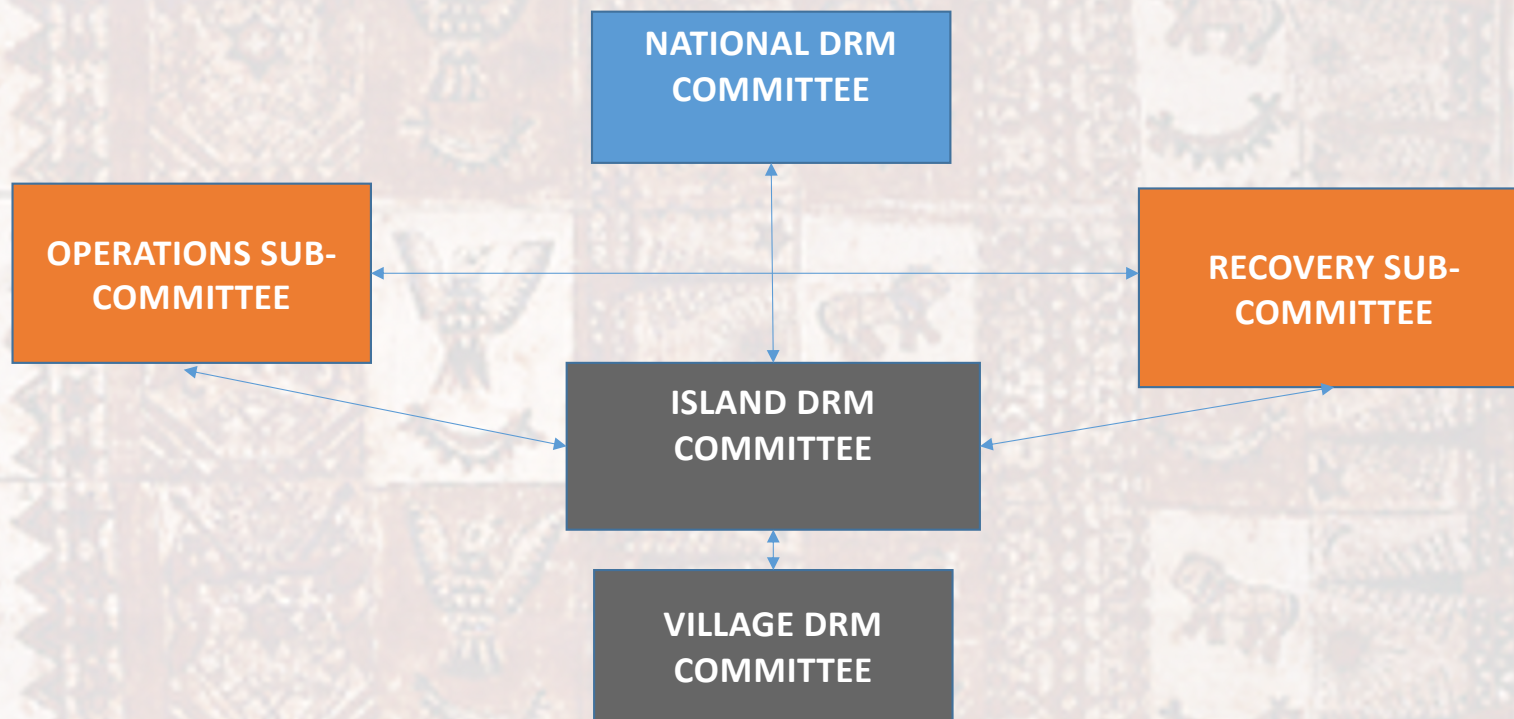 NATIONAL DRM
COMMITTEE
OPERATIONS SUB-
COMMITTEE
RECOVERY SUB-
COMMITTEE
ISLAND DRM
COMMITTEE
VILLAGE DRM
COMMITTEE